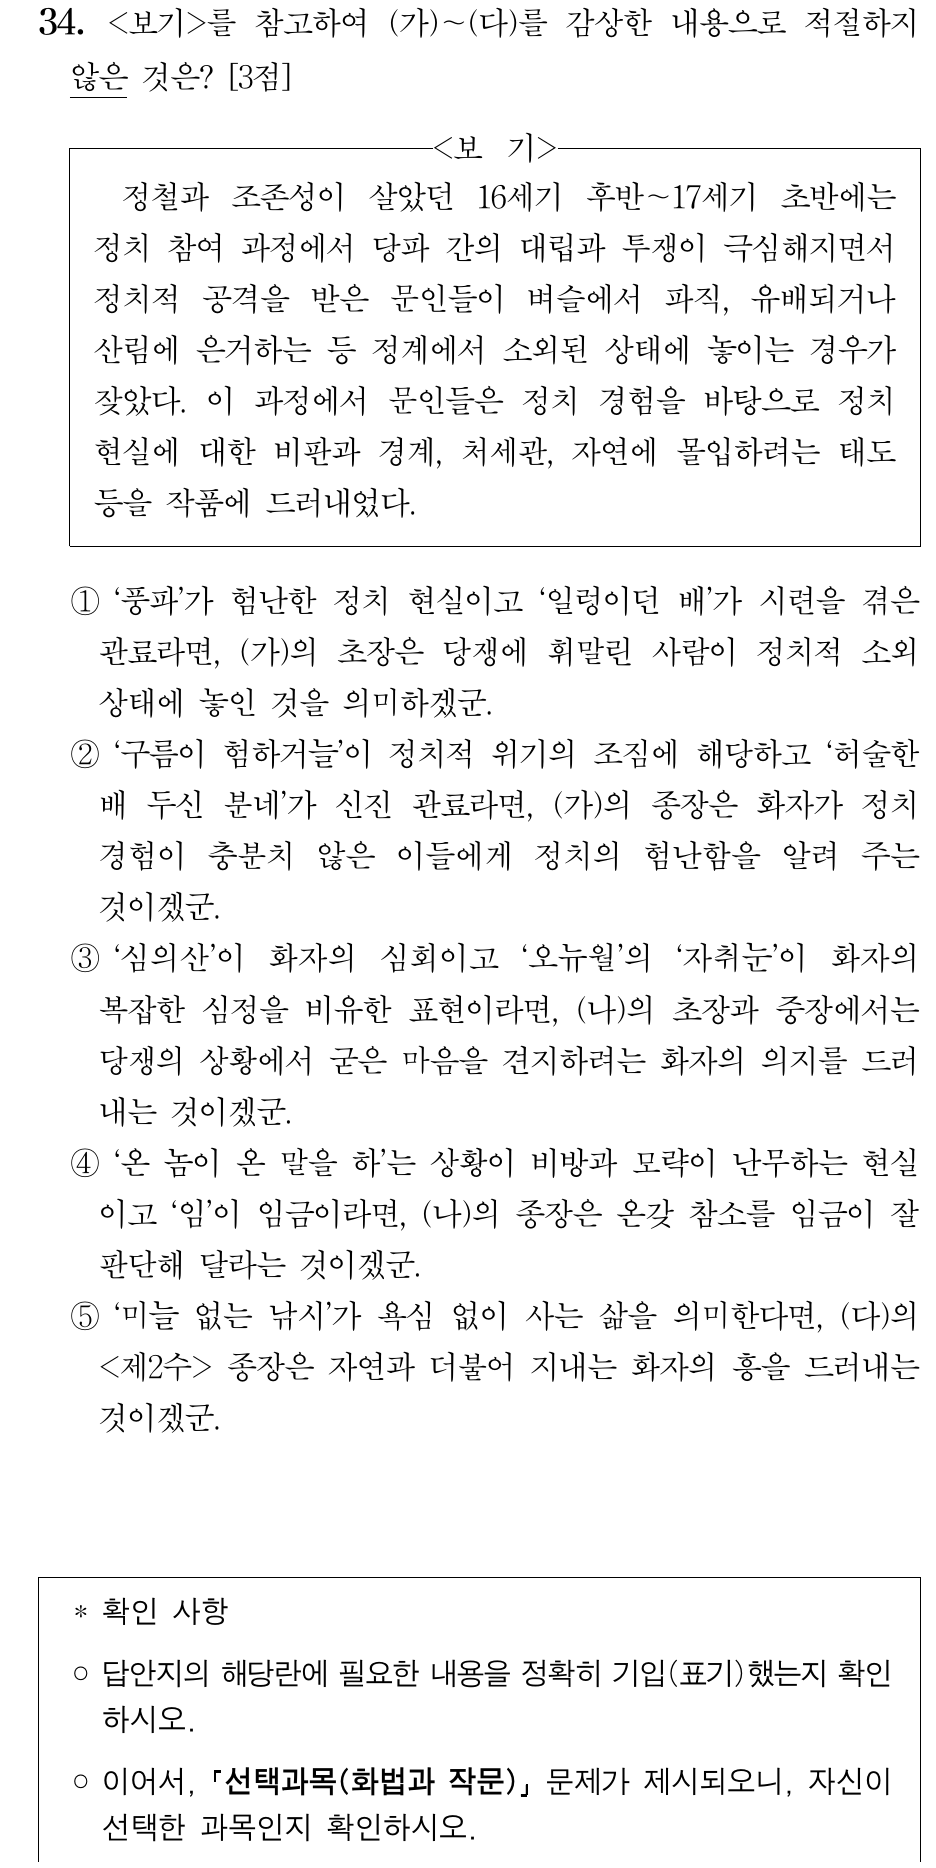 34. <보기>를 참고하여 (가)~(다)를 감상한 내용으로 적절하지
않은 것은? [3점]
<보 기>
정철과 조존성이 살았던 16세기 후반~17세기 초반에는
정치 참여 과정에서 당파 간의 대립과 투쟁이 극심해지면서
정치적 공격을 받은 문인들이 벼슬에서 파직, 유배되거나
산림에 은거하는 등 정계에서 소외된 상태에 놓이는 경우가
잦았다. 이 과정에서 문인들은 정치 경험을 바탕으로 정치
현실에 대한 비판과 경계, 처세관, 자연에 몰입하려는 태도
등을 작품에 드러내었다.
① ‘풍파’가 험난한 정치 현실이고 ‘일렁이던 배’가 시련을 겪은
관료라면, (가)의 초장은 당쟁에 휘말린 사람이 정치적 소외
상태에 놓인 것을 의미하겠군.
② ‘구름이 험하거늘’이 정치적 위기의 조짐에 해당하고 ‘허술한
배 두신 분네’가 신진 관료라면, (가)의 종장은 화자가 정치
경험이 충분치 않은 이들에게 정치의 험난함을 알려 주는
것이겠군.
③ ‘심의산’이 화자의 심회이고 ‘오뉴월’의 ‘자취눈’이 화자의
복잡한 심정을 비유한 표현이라면, (나)의 초장과 중장에서는
당쟁의 상황에서 굳은 마음을 견지하려는 화자의 의지를 드러
내는 것이겠군.
④ ‘온 놈이 온 말을 하’는 상황이 비방과 모략이 난무하는 현실
이고 ‘임’이 임금이라면, (나)의 종장은 온갖 참소를 임금이 잘
판단해 달라는 것이겠군.
⑤ ‘미늘 없는 낚시’가 욕심 없이 사는 삶을 의미한다면, (다)의
<제2수> 종장은 자연과 더불어 지내는 화자의 흥을 드러내는
것이겠군.
* 확인 사항
○ 답안지의 해당란에 필요한 내용을 정확히 기입(표기)했는지 확인
하시오.
○ 이어서, 「선택과목(화법과 작문)」 문제가 제시되오니, 자신이
선택한 과목인지 확인하시오.